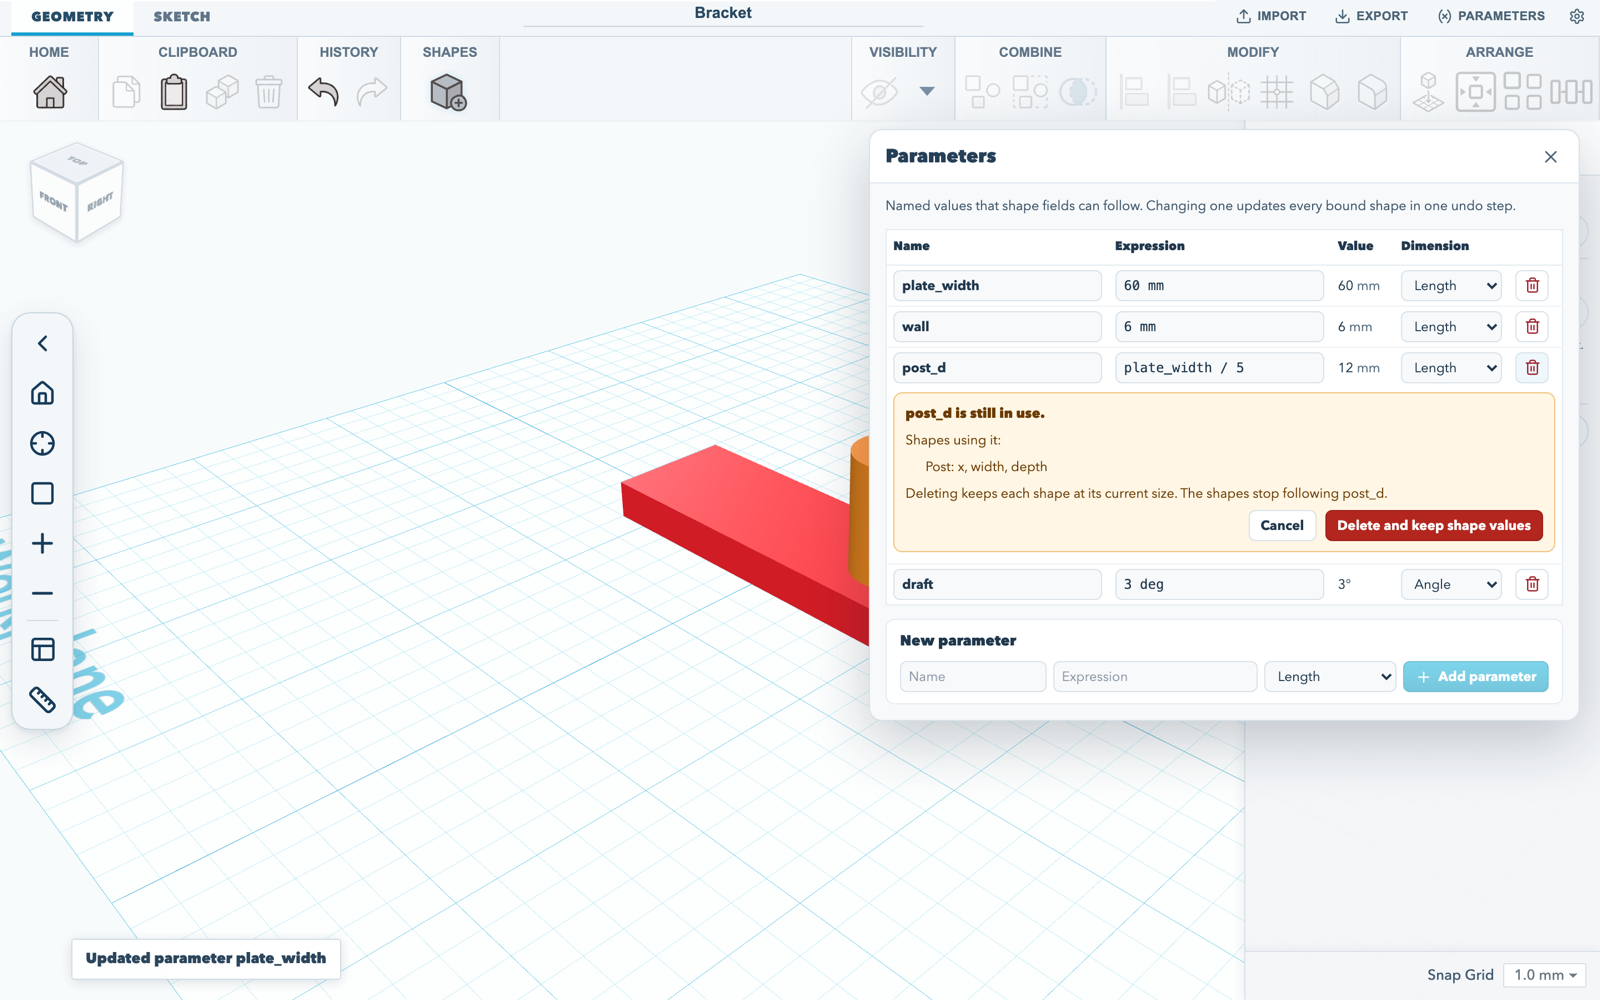 GEOMETRY
SKETCH
Bracket
IMPORT
EXPORT
PARAMETERS
HOME
CLIPBOARD
HISTORY
SHAPES
VISIBILITY
COMBINE
MODIFY
ARRANGE
TOP
FRONT
RIGHT
Parameters
Named values that shape fields can follow. Changing one updates every bound shape in one undo step.
Name Expression Value Dimension
plate_width 60 mm 60 mm Length
wall 6 mm 6 mm Length
post_d plate_width / 5 12 mm Length
post_d is still in use.
Shapes using it:
Post: x, width, depth
Deleting keeps each shape at its current size. The shapes stop following post_d.
Cancel Delete and keep shape values
draft 3 deg 3° Angle
New parameter
Name Expression Length + Add parameter
Updated parameter plate_width
Snap Grid 1.0 mm